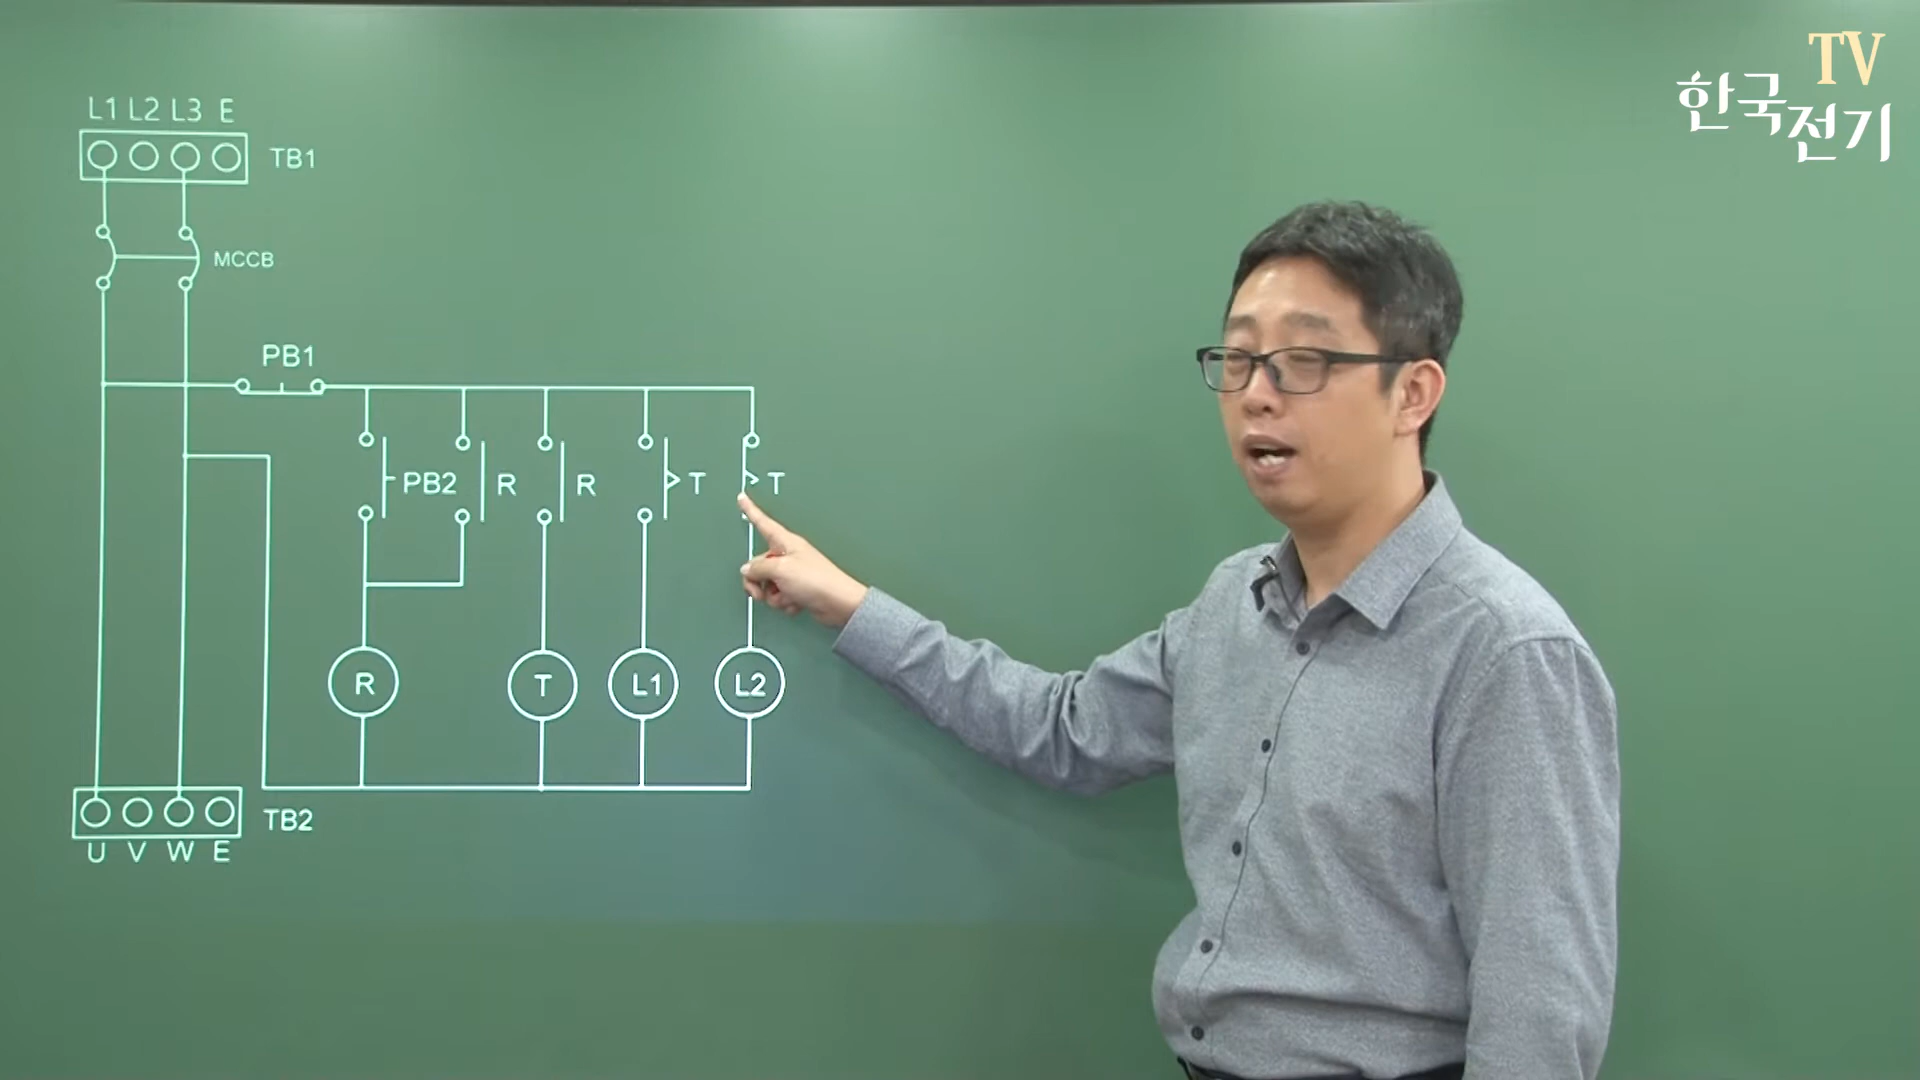 TV
한국전기
L1 L2 L3 E
TB1
MCCB
PB1
PB2 R R T T
R T L1 L2
TB2
U V W E